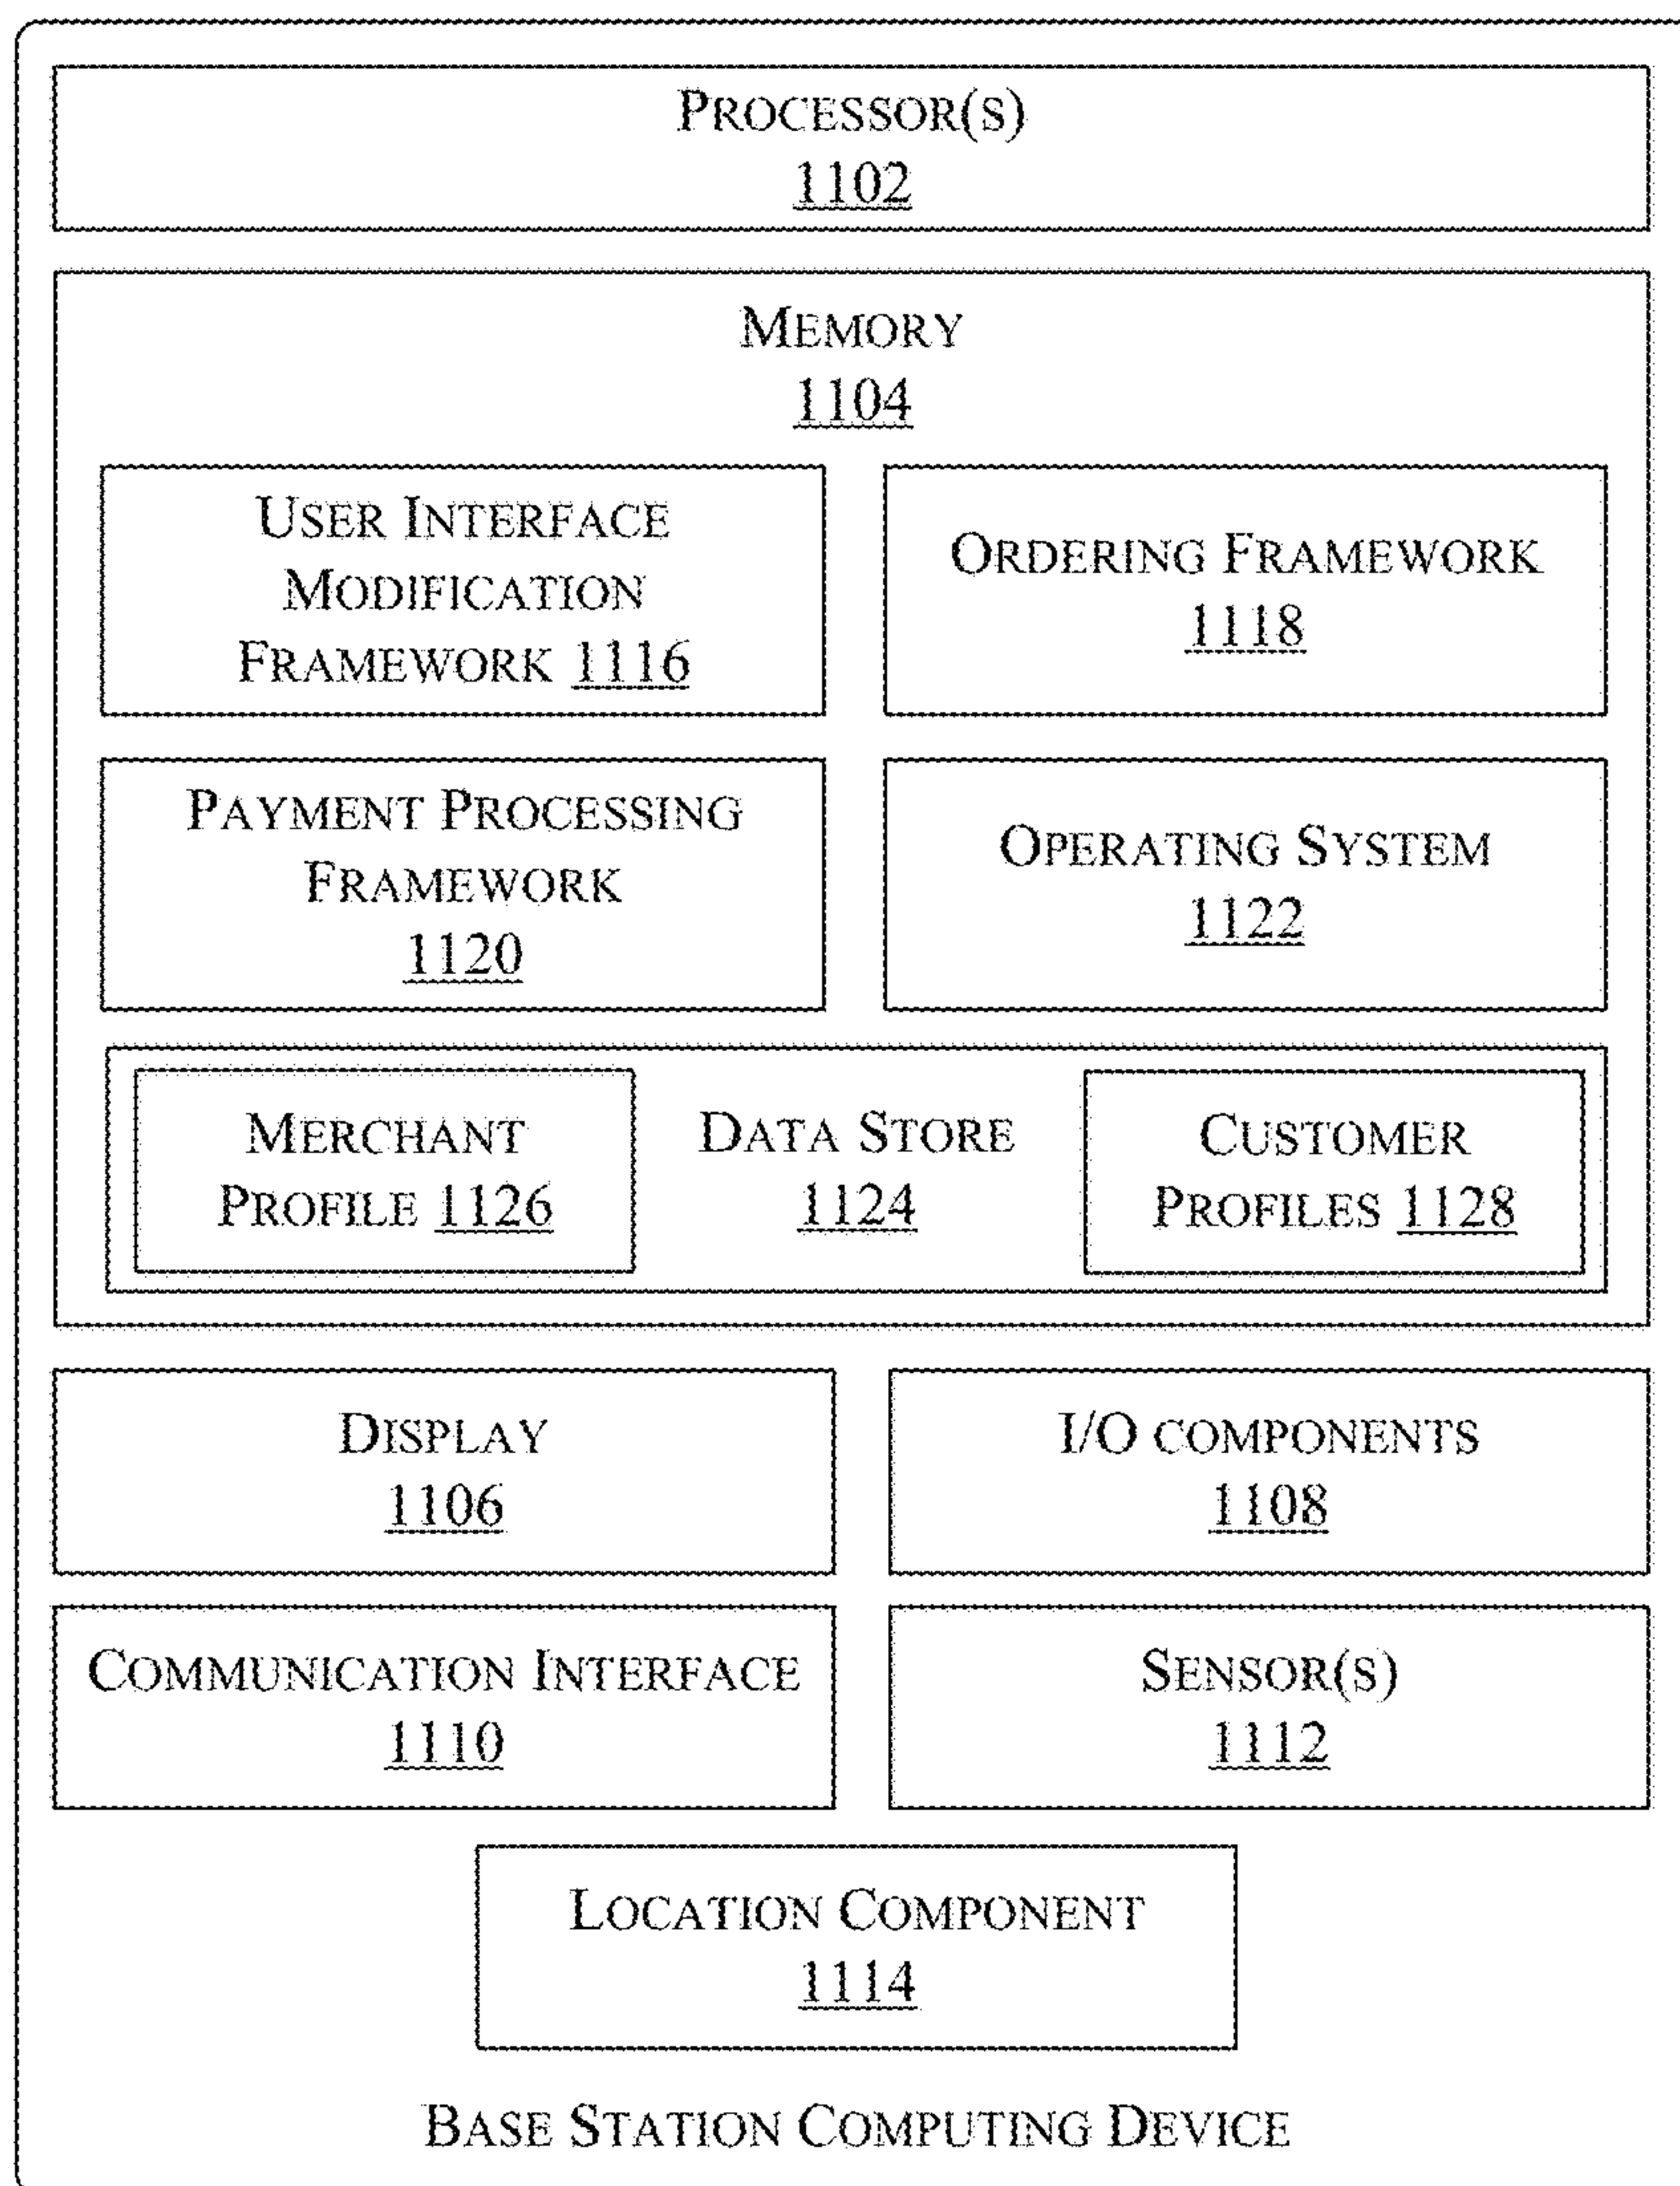 PROCESSOR(S)
1102
MEMORY
1104
USER INTERFACE
MODIFICATION
FRAMEWORK 1116
ORDERING FRAMEWORK
1118
PAYMENT PROCESSING
FRAMEWORK
1120
OPERATING SYSTEM
1122
MERCHANT
PROFILE 1126
DATA STORE
1124
CUSTOMER
PROFILES 1128
DISPLAY
1106
I/O COMPONENTS
1108
COMMUNICATION INTERFACE
1110
SENSOR(S)
1112
LOCATION COMPONENT
1114
BASE STATION COMPUTING DEVICE